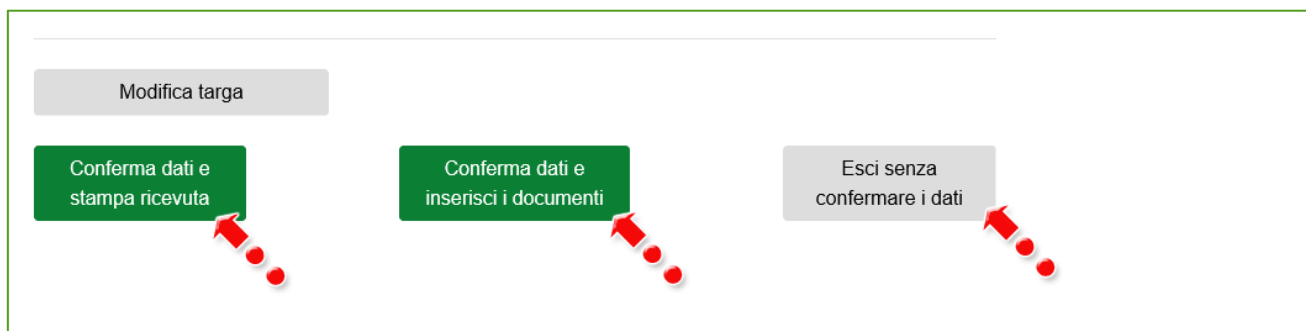 Modifica targa
Conferma dati e
stampa ricevuta
Conferma dati e
inserisci i documenti
Esci senza
confermare i dati